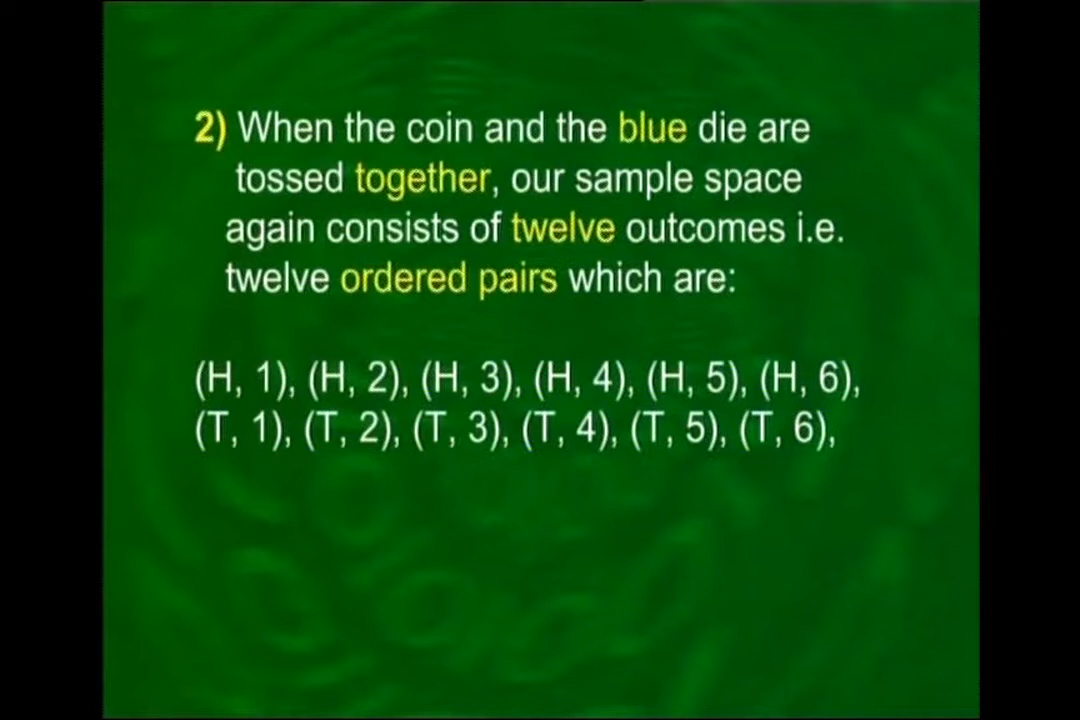 2) When the coin and the blue die are
tossed together, our sample space
again consists of twelve outcomes i.e.
twelve ordered pairs which are:
(H, 1), (H, 2), (H, 3), (H, 4), (H, 5), (H, 6),
(T, 1), (T, 2), (T, 3), (T, 4), (T, 5), (T, 6),